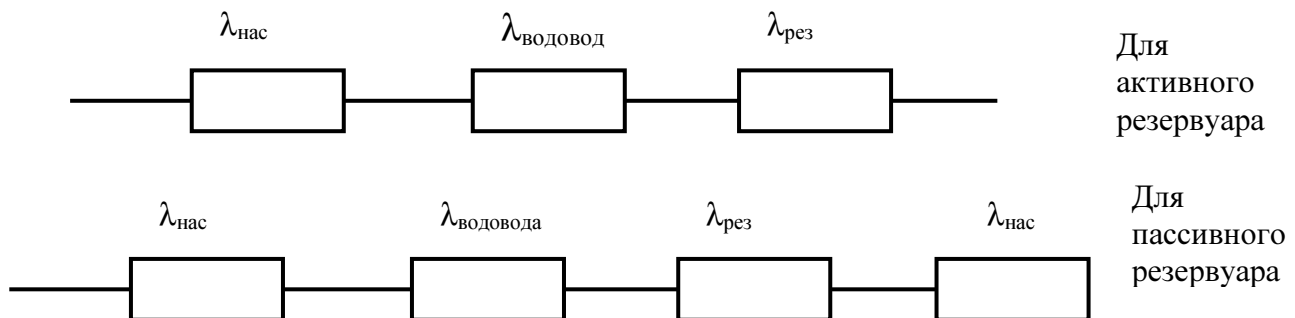 λнас λводовод λрез
Для
активного
резервуара
λнас λводовода λрез λнас
Для
пассивного
резервуара